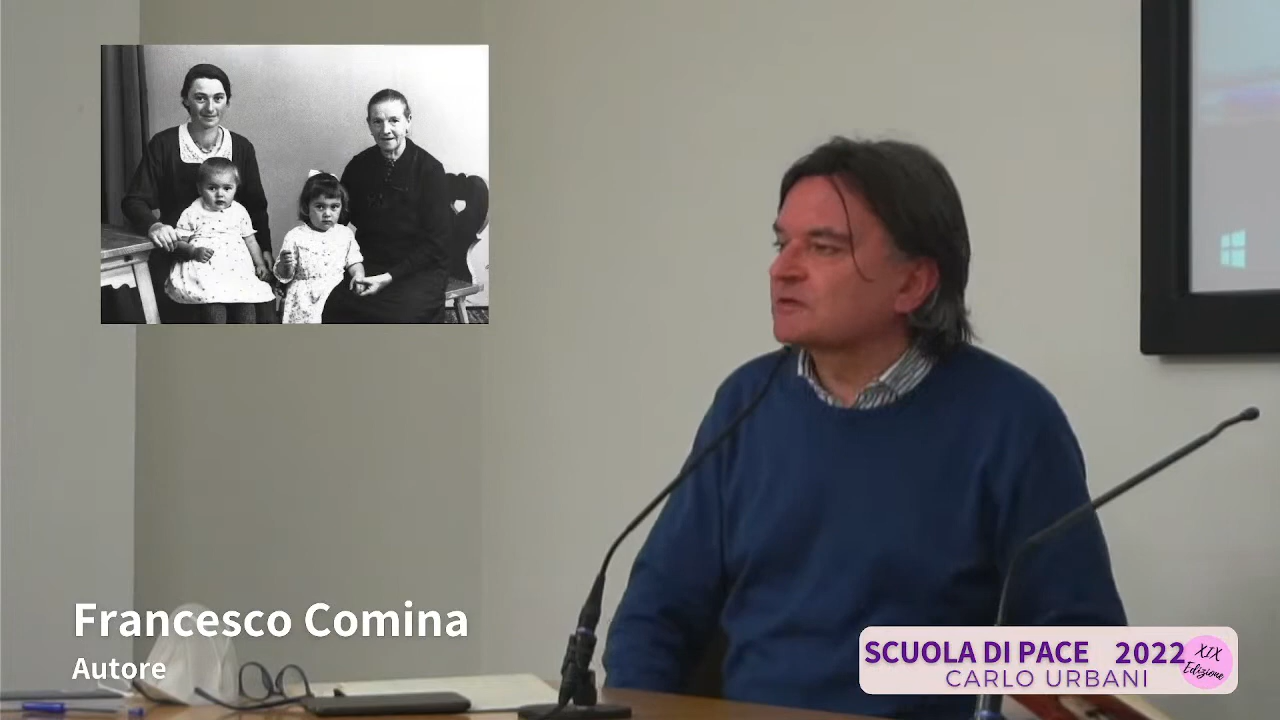 Francesco Comina
Autore
SCUOLA DI PACE 2022
CARLO URBANI
XIX
Edizione